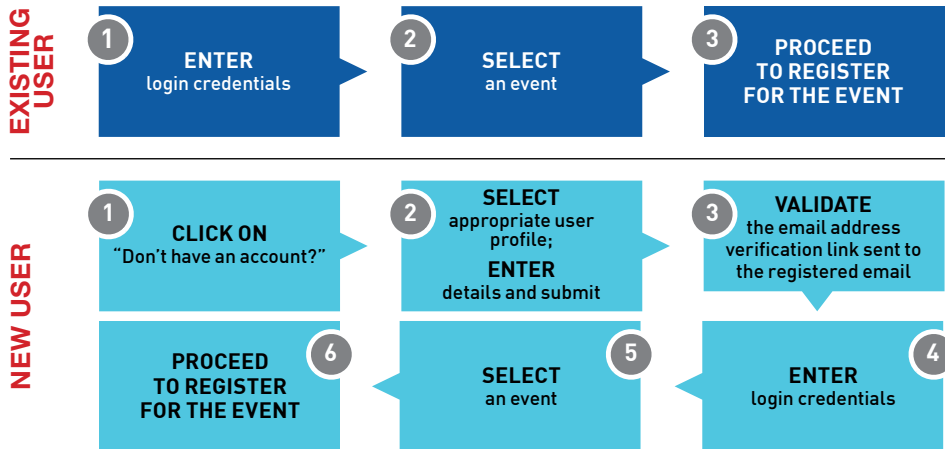 EXISTING
USER
1
ENTER
login credentials
2
SELECT
an event
3
PROCEED
TO REGISTER
FOR THE EVENT
NEW USER
1
CLICK ON
“Don’t have an account?”
2
SELECT
appropriate user
profile;
ENTER
details and submit
3
VALIDATE
the email address
verification link sent to
the registered email
4
ENTER
login credentials
5
SELECT
an event
6
PROCEED
TO REGISTER
FOR THE EVENT